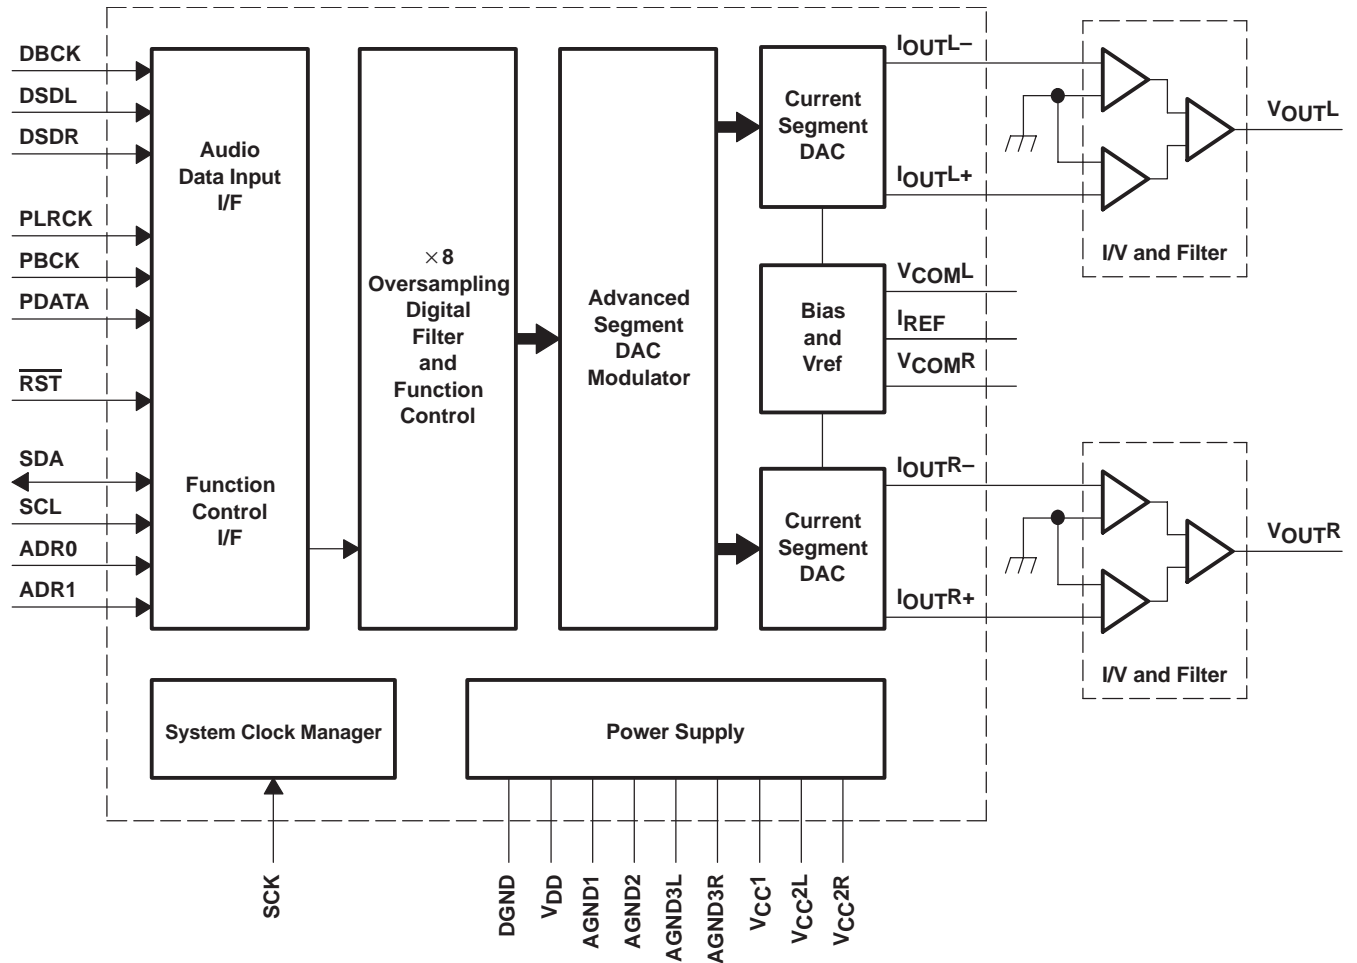 DBCK
DSDL
DSDR
PLRCK
PBCK
PDATA
RST
SDA
SCL
ADR0
ADR1
Audio
Data Input
I/F
Function
Control
I/F
×8
Oversampling
Digital
Filter
and
Function
Control
Advanced
Segment
DAC
Modulator
Current
Segment
DAC
Bias
and
Vref
Current
Segment
DAC
IOUTL–
IOUTL+
VCOML
IREF
VCOMR
IOUTR–
IOUTR+
VOUTL
I/V and Filter
VOUTR
I/V and Filter
System Clock Manager
Power Supply
SCK
DGND
VDD
AGND1
AGND2
AGND3L
AGND3R
VCC1
VCC2L
VCC2R